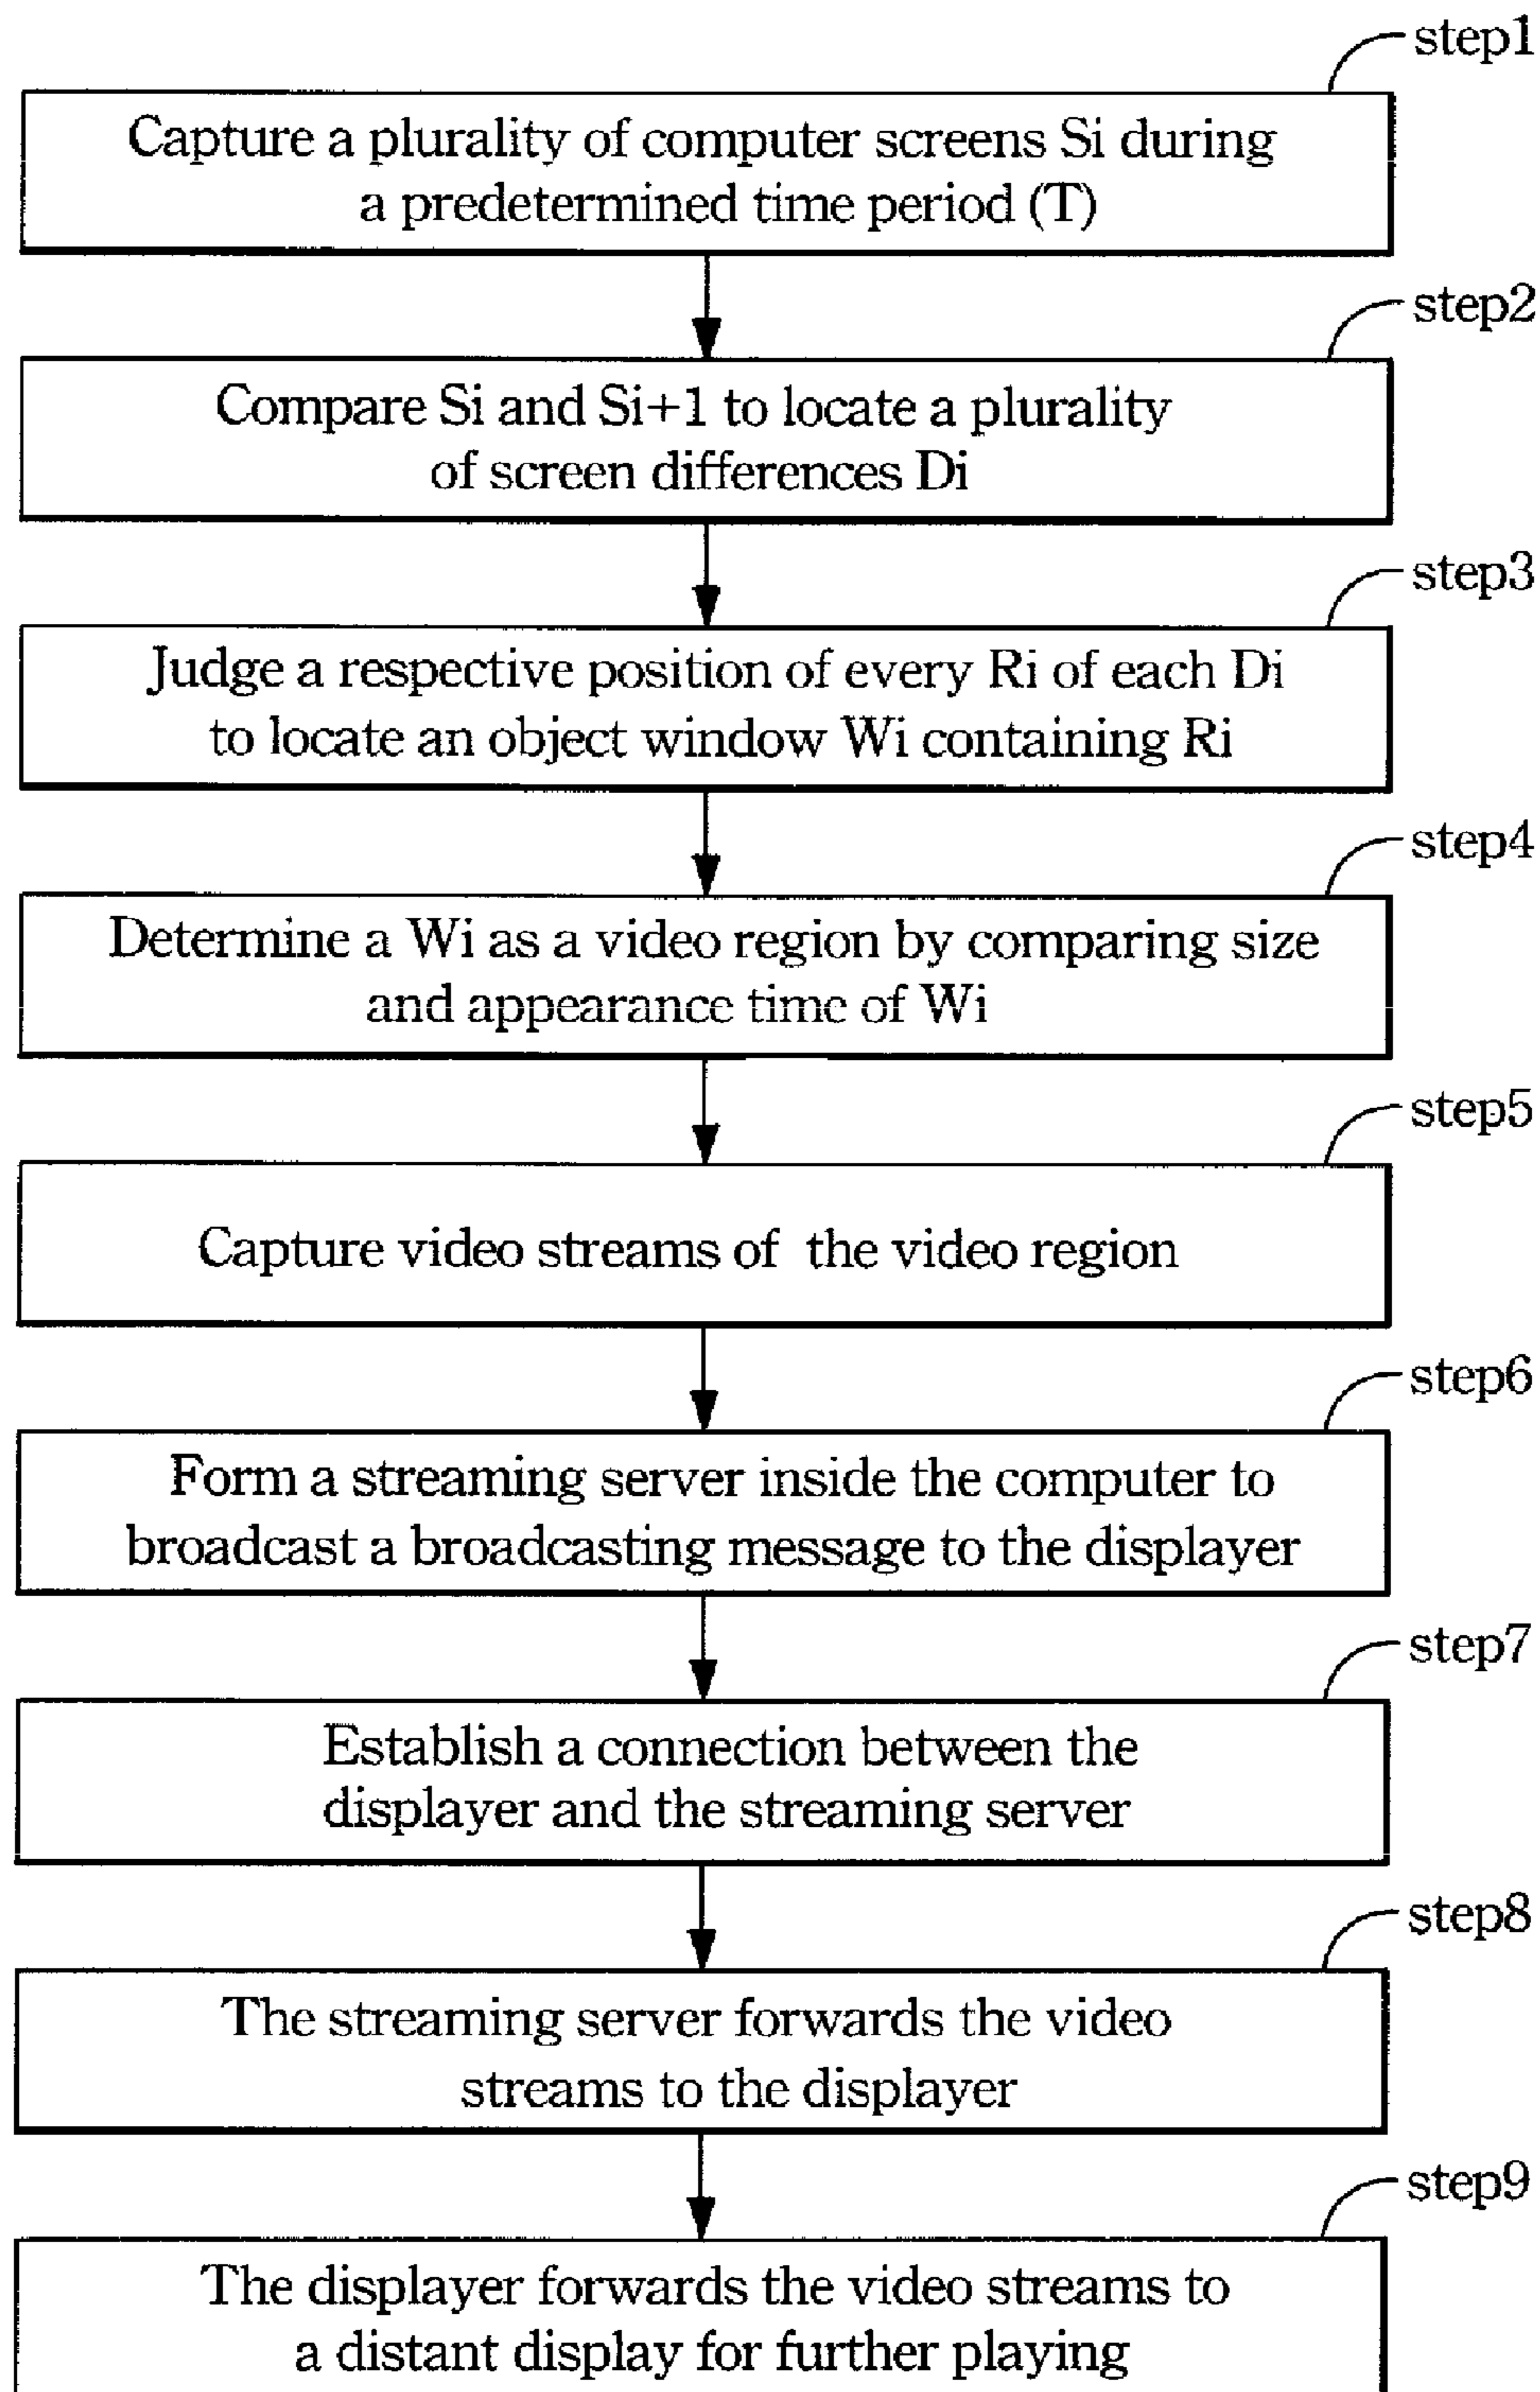 step1
Capture a plurality of computer screens Si during
a predetermined time period (T)
step2
Compare Si and Si+1 to locate a plurality
of screen differences Di
step3
Judge a respective position of every Ri of each Di
to locate an object window Wi containing Ri
step4
Determine a Wi as a video region by comparing size
and appearance time of Wi
step5
Capture video streams of the video region
step6
Form a streaming server inside the computer to
broadcast a broadcasting message to the displayer
step7
Establish a connection between the
displayer and the streaming server
step8
The streaming server forwards the video
streams to the displayer
step9
The displayer forwards the video streams to
a distant display for further playing